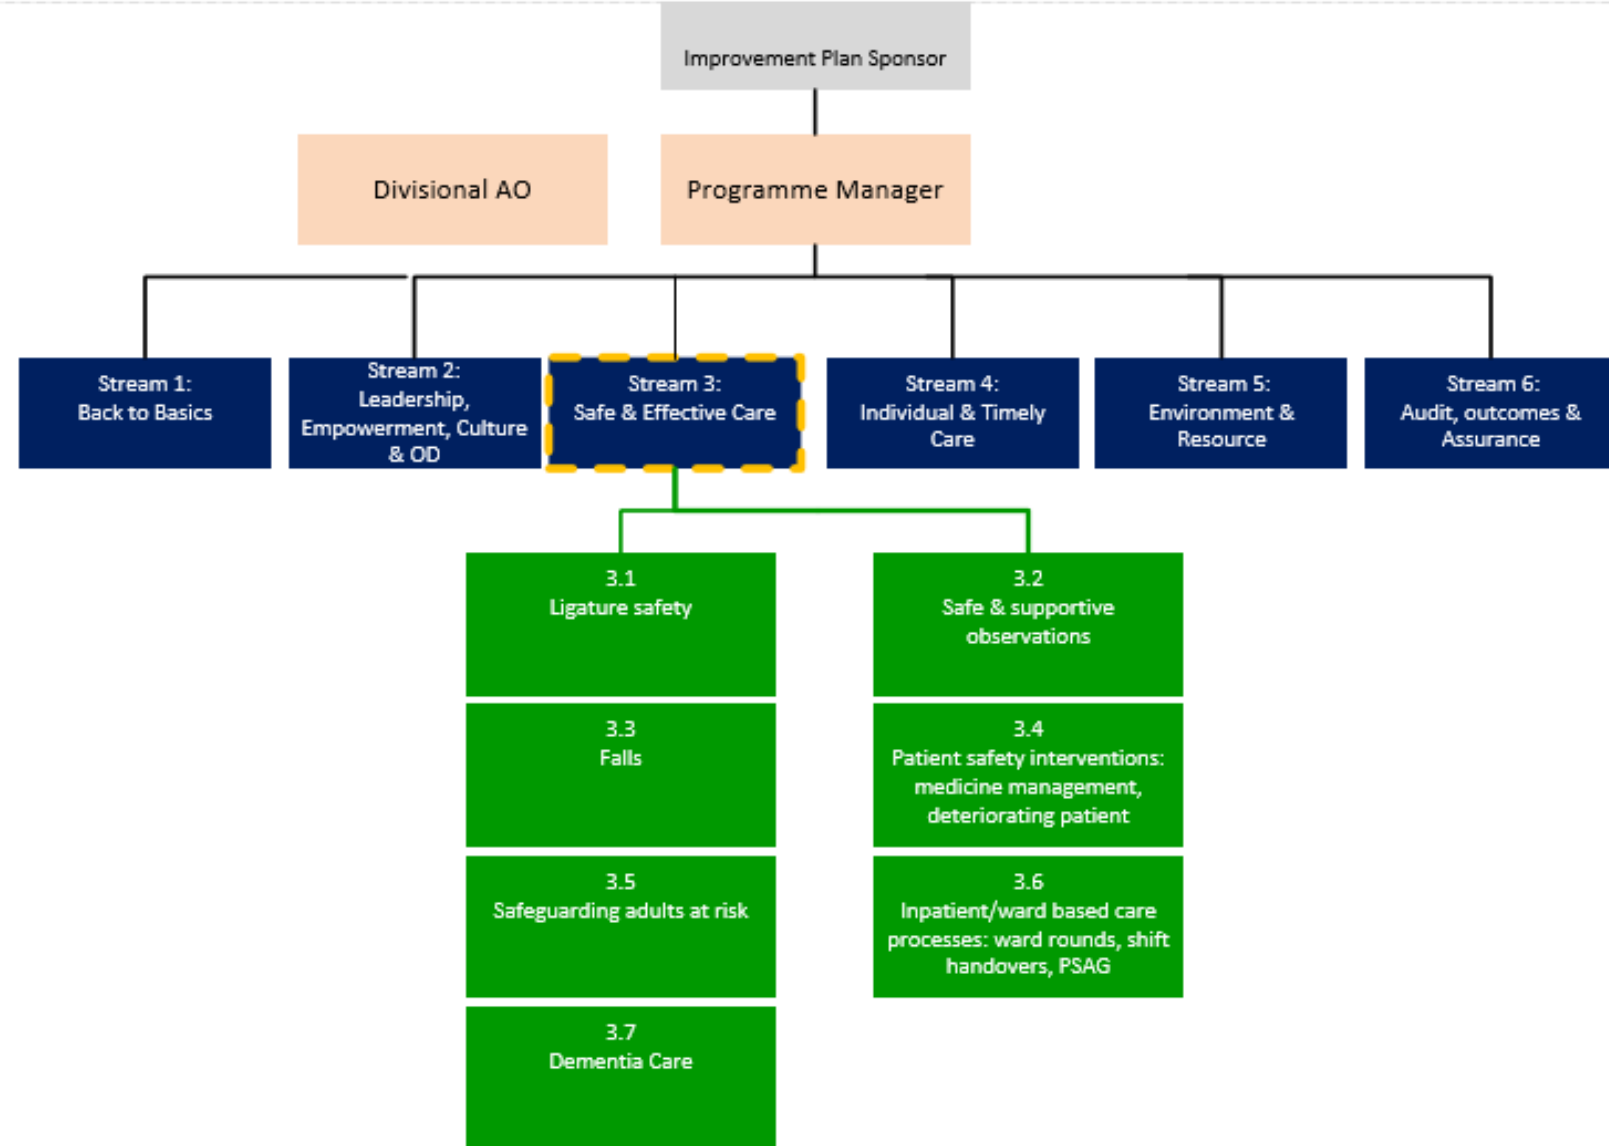 Improvement Plan Sponsor
Divisional AO
Programme Manager
Stream 1:
Back to Basics
Stream 2:
Leadership,
Empowerment, Culture
& OD
Stream 3:
Safe & Effective Care
Stream 4:
Individual & Timely
Care
Stream 5:
Environment &
Resource
Stream 6:
Audit, outcomes &
Assurance
3.1
Ligature safety
3.2
Safe & supportive
observations
3.3
Falls
3.4
Patient safety interventions:
medicine management,
deteriorating patient
3.5
Safeguarding adults at risk
3.6
Inpatient/ward based care
processes: ward rounds, shift
handovers, PSAG
3.7
Dementia Care